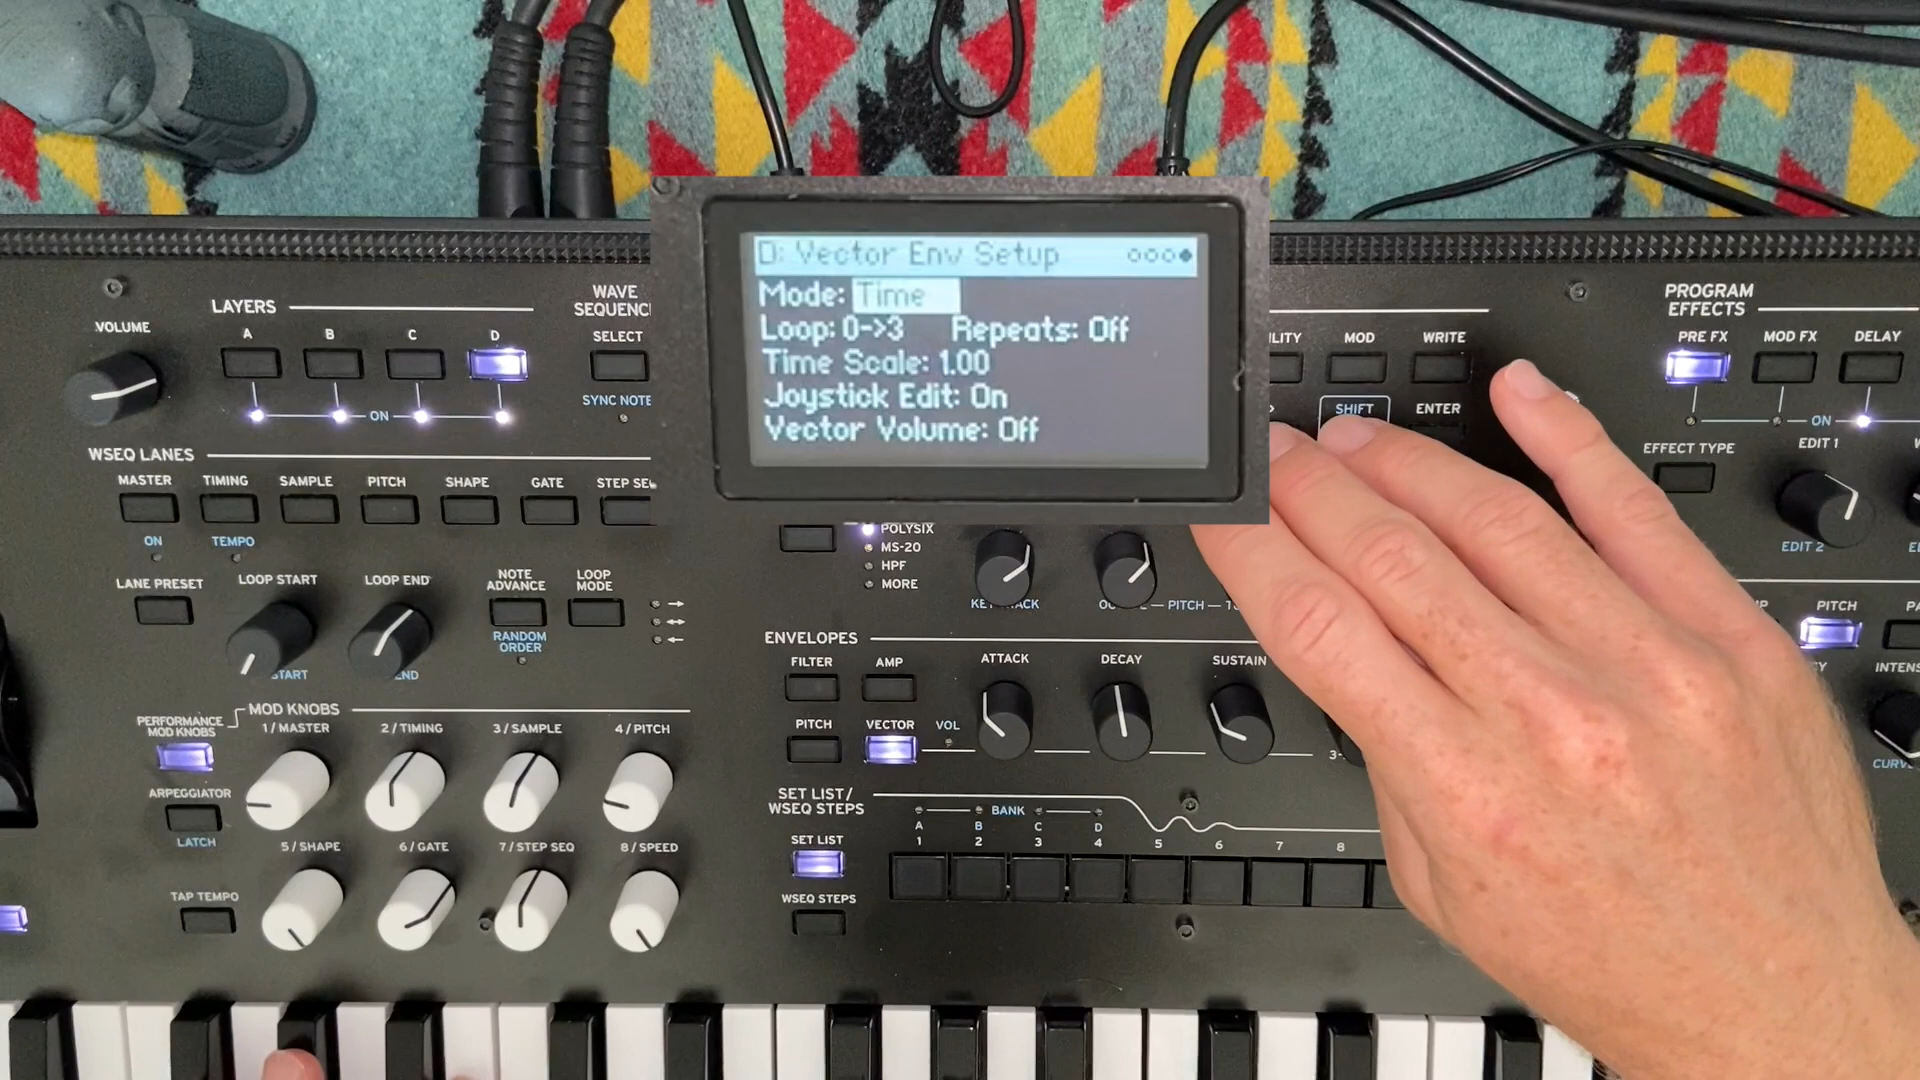 D: Vector Env Setup
Mode: Time
Loop: 0->3 Repeats: Off
Time Scale: 1.00
Joystick Edit: On
Vector Volume: Off
VOLUME
LAYERS
A B C D
ON
WAVE
SELECT
SYNC NOTE
WSEQ LANES
MASTER TIMING SAMPLE PITCH SHAPE GATE
ON TEMPO
LANE PRESET
LOOP START
LOOP END
NOTE
ADVANCE
LOOP
MODE
START
END
RANDOM
ORDER
PERFORMANCE
MOD KNOBS
MOD KNOBS
1 / MASTER 2 / TIMING 3 / SAMPLE 4 / PITCH
ARPEGGIATOR
LATCH
5 / SHAPE 6 / GATE 7 / STEP SEQ 8 / SPEED
TAP TEMPO
POLYSIX
MS-20
HPF
MORE
PITCH
ENVELOPES
FILTER AMP
ATTACK DECAY SUSTAIN
PITCH VECTOR VOL
SET LIST /
WSEQ STEPS
BANK
A B C D
1 2 3 4 5 6 7 8
SET LIST
WSEQ STEPS
MOD WRITE
SHIFT ENTER
PROGRAM
EFFECTS
PRE FX MOD FX DELAY
ON
EFFECT TYPE
EDIT 1
EDIT 2
PITCH